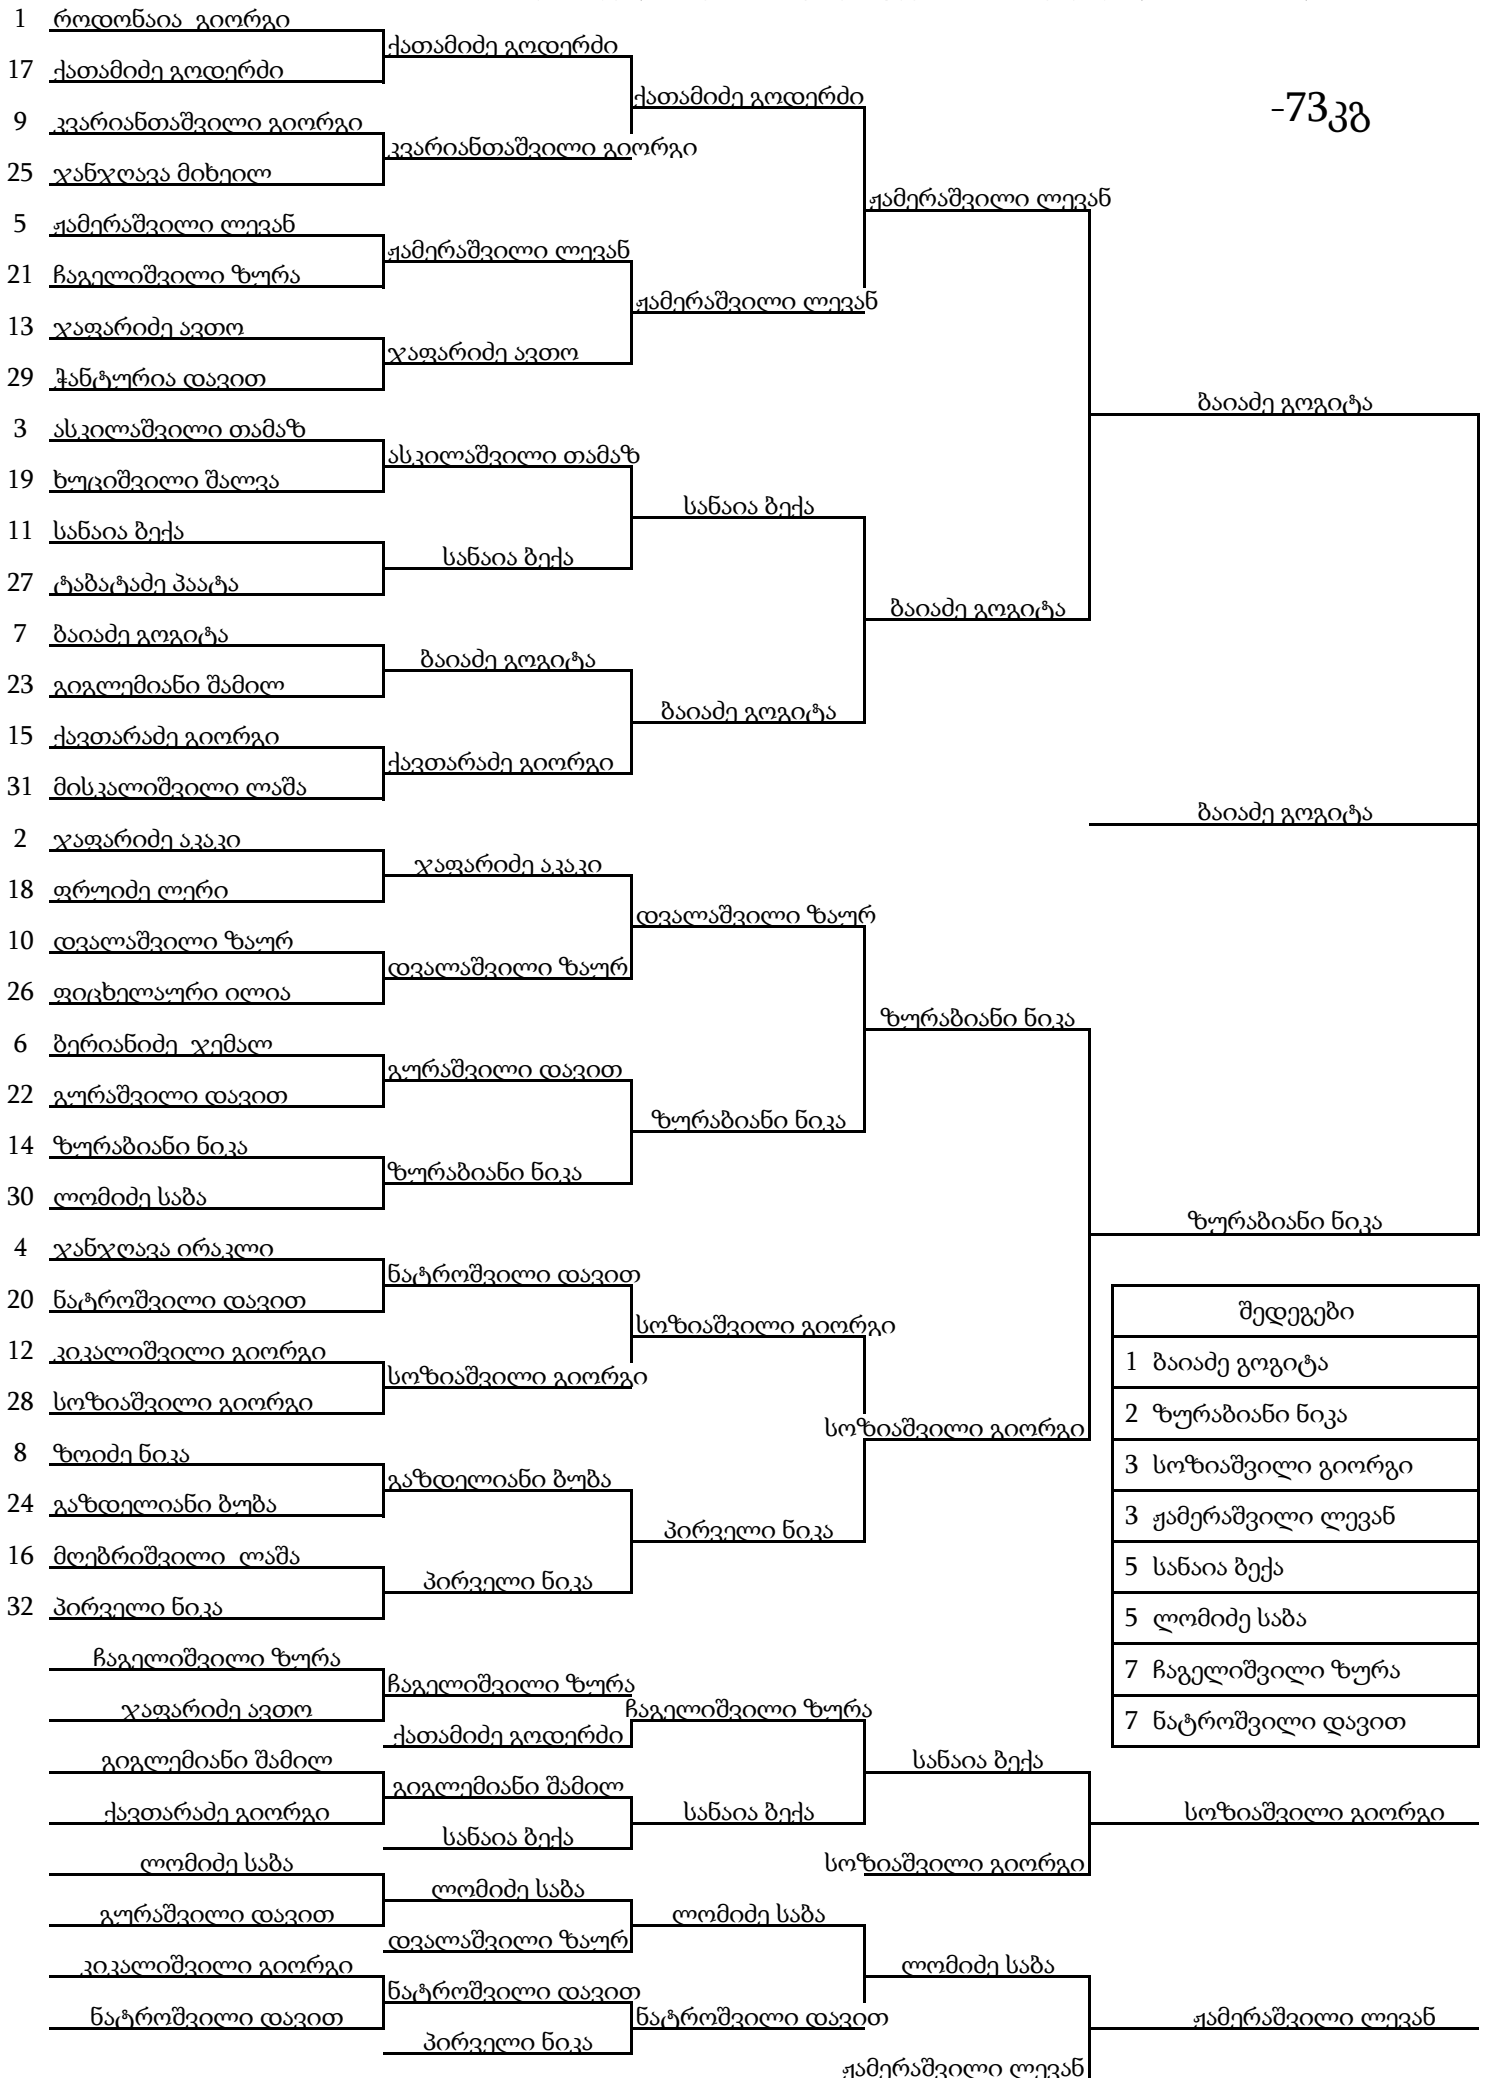 1 როდონაია გიორგი
17 ქათამიძე გოდერძი
9 კვარიანთაშვილი გიორგი
25 ჯანჯღავა მიხეილ
5 ჟამერაშვილი ლევან
21 ჩაგელიშვილი ზურა
13 ჯაფარიძე ავთო
29 ჭანტურია დავით
3 ასკილაშვილი თამაზ
19 ხუციშვილი შალვა
11 სანაია ბექა
27 ტაბატაძე პაატა
7 ბაიაძე გოგიტა
23 გიგლემიანი შამილ
15 ქავთარაძე გიორგი
31 მისკალიშვილი ლაშა
2 ჯაფარიძე აკაკი
18 ფრუიძე ლერი
10 დვალაშვილი ზაურ
26 ფიცხელაური ილია
6 ბერიანიძე ჯემალ
22 გურაშვილი დავით
14 ზურაბიანი ნიკა
30 ლომიძე საბა
4 ჯანჯღავა ირაკლი
20 ნატროშვილი დავით
12 კიკალიშვილი გიორგი
28 სოზიაშვილი გიორგი
8 ზოიძე ნიკა
24 გაზდელიანი ბუბა
16 მღებრიშვილი ლაშა
32 პირველი ნიკა
ქათამიძე გოდერძი
კვარიანთაშვილი გიორგი
ჟამერაშვილი ლევან
ჯაფარიძე ავთო
ასკილაშვილი თამაზ
სანაია ბექა
ბაიაძე გოგიტა
ქავთარაძე გიორგი
ჯაფარიძე აკაკი
დვალაშვილი ზაურ
გურაშვილი დავით
ზურაბიანი ნიკა
ნატროშვილი დავით
სოზიაშვილი გიორგი
გაზდელიანი ბუბა
პირველი ნიკა
ქათამიძე გოდერძი
ჟამერაშვილი ლევან
სანაია ბექა
ბაიაძე გოგიტა
დვალაშვილი ზაურ
ზურაბიანი ნიკა
სოზიაშვილი გიორგი
პირველი ნიკა
ჟამერაშვილი ლევან
ბაიაძე გოგიტა
ზურაბიანი ნიკა
სოზიაშვილი გიორგი
-73კგ
ბაიაძე გოგიტა
ბაიაძე გოგიტა
ზურაბიანი ნიკა
შედეგები
1 ბაიაძე გოგიტა
2 ზურაბიანი ნიკა
3 სოზიაშვილი გიორგი
3 ჟამერაშვილი ლევან
5 სანაია ბექა
5 ლომიძე საბა
7 ჩაგელიშვილი ზურა
7 ნატროშვილი დავით
ჩაგელიშვილი ზურა
ჯაფარიძე ავთო
გიგლემიანი შამილ
ქავთარაძე გიორგი
ლომიძე საბა
გურაშვილი დავით
კიკალიშვილი გიორგი
ნატროშვილი დავით
ჩაგელიშვილი ზურა
ქათამიძე გოდერძი
გიგლემიანი შამილ
სანაია ბექა
ლომიძე საბა
დვალაშვილი ზაურ
ნატროშვილი დავით
პირველი ნიკა
ჩაგელიშვილი ზურა
სანაია ბექა
ლომიძე საბა
ნატროშვილი დავით
სანაია ბექა
სოზიაშვილი გიორგი
ლომიძე საბა
ჟამერაშვილი ლევან
სოზიაშვილი გიორგი
ჟამერაშვილი ლევან